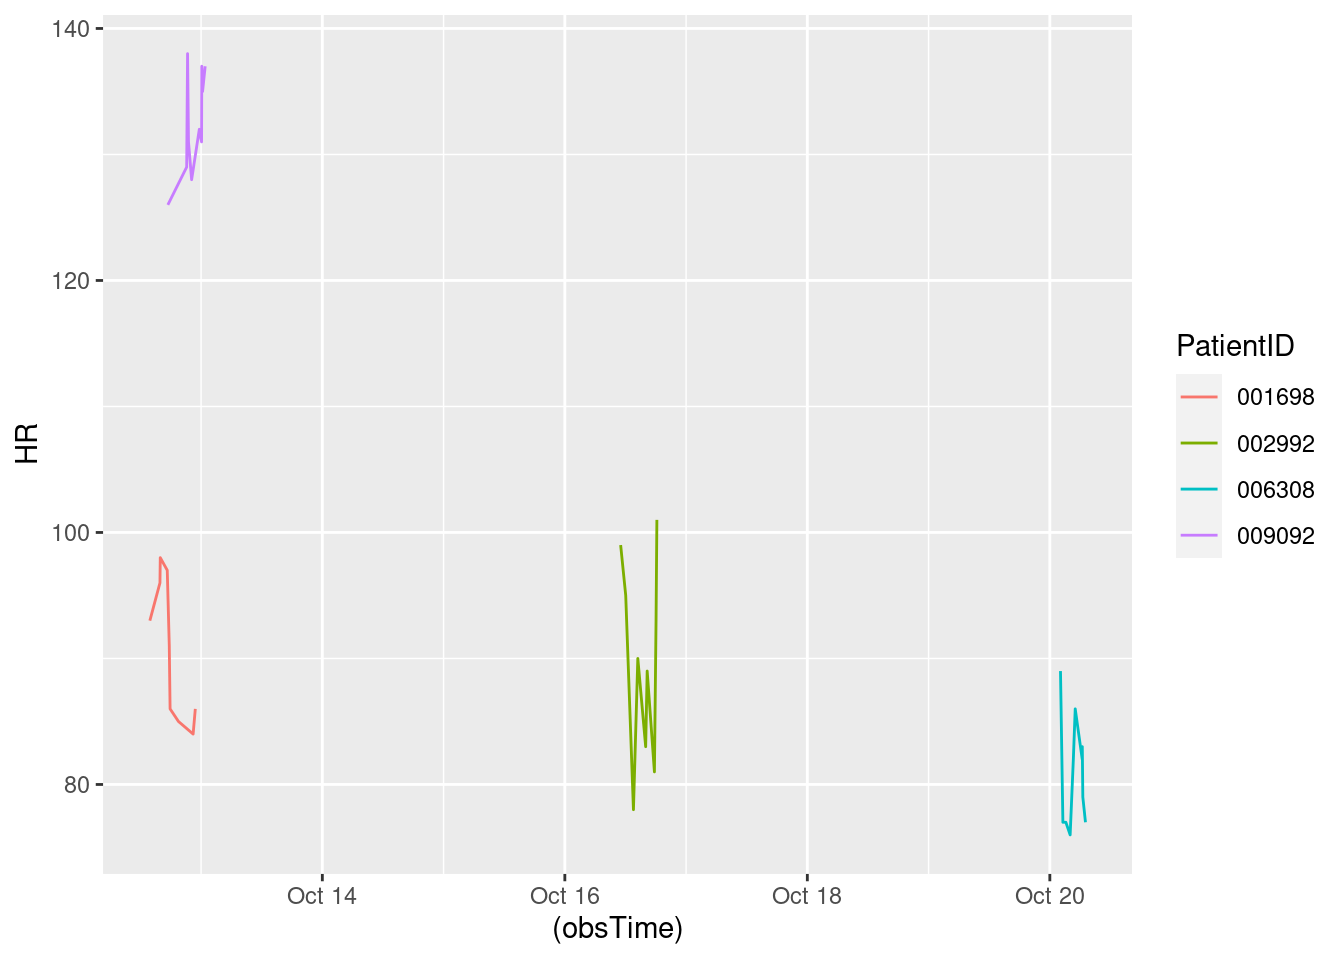 140
120
100
80
HR
Oct 14
Oct 16
Oct 18
Oct 20
(obsTime)
PatientID
001698
002992
006308
009092